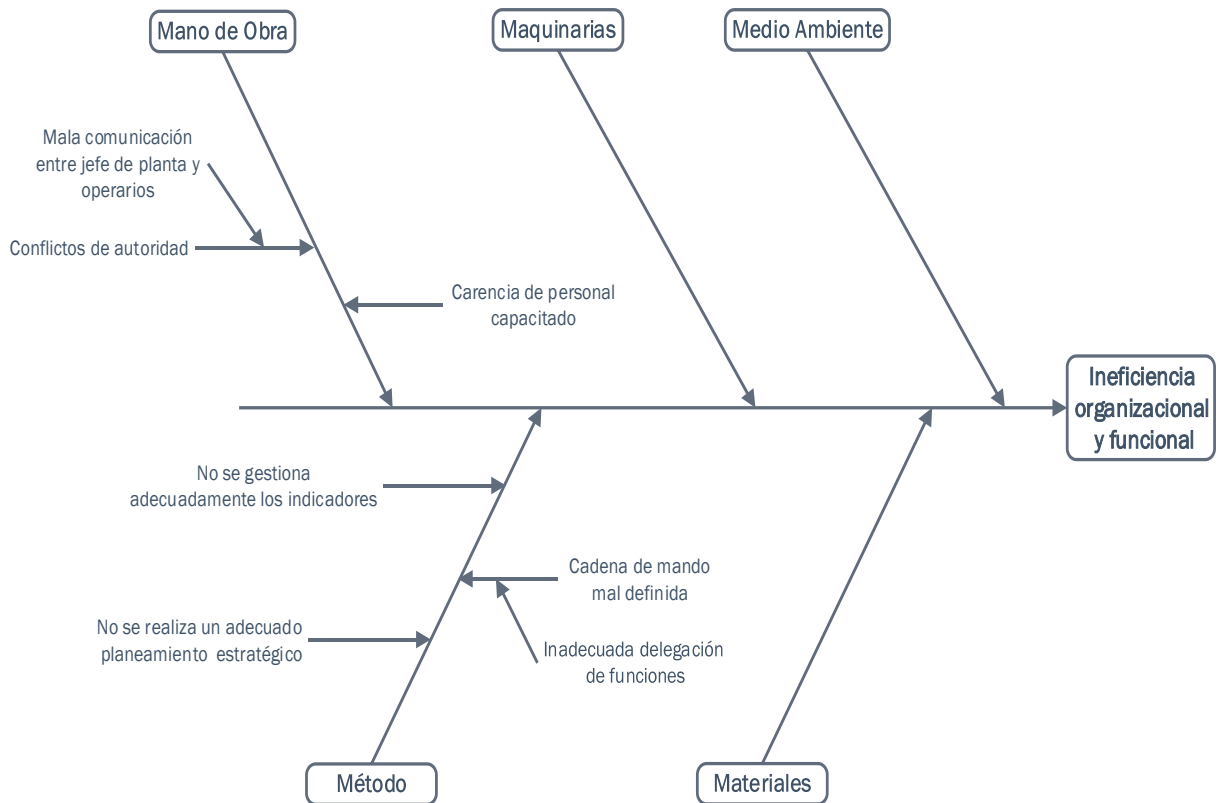 Mano de Obra
Maquinarias
Medio Ambiente
Mala comunicación
entre jefe de planta y
operarios
Conflictos de autoridad
Carencia de personal
capacitado
Ineficiencia
organizacional
y funcional
No se gestiona
adecuadamente los indicadores
Cadena de mando
mal definida
No se realiza un adecuado
planeamiento estratégico
Inadecuada delegación
de funciones
Método
Materiales